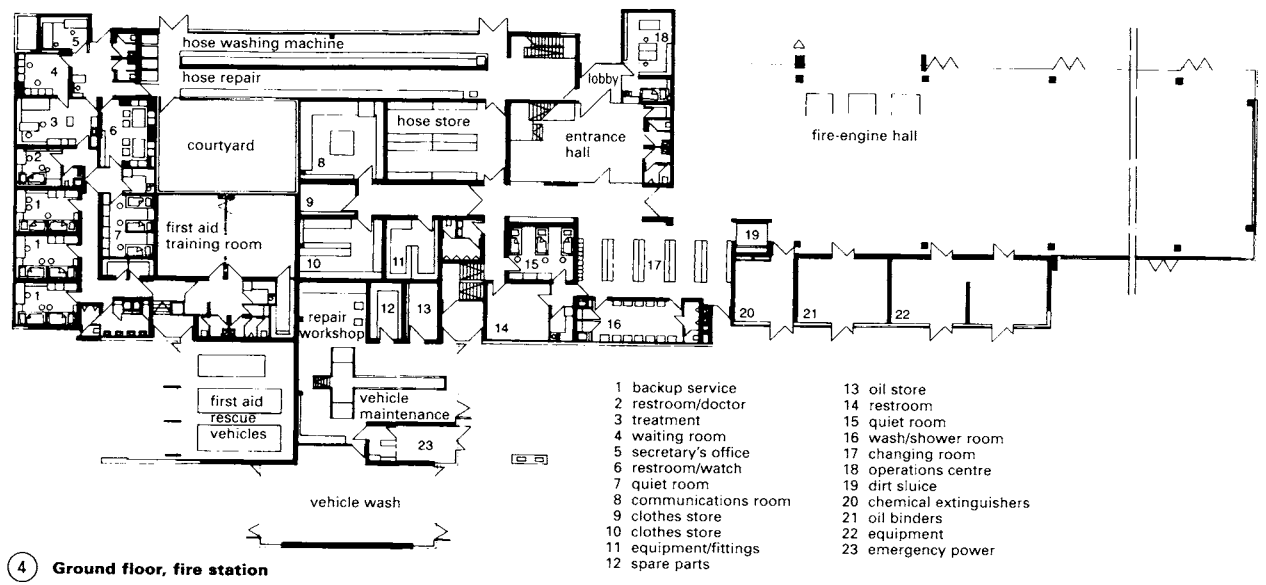 5
hose washing machine
18
4
hose repair
lobby
3
6
courtyard
8
hose store
entrance
hall
fire-engine hall
2
1
9
7
first aid
training room
19
1
10
11
15
17
1
repair
workshop
12
13
14
16
20
21
22
first aid
rescue
vehicles
vehicle
maintenance
23
vehicle wash
1 backup service
2 restroom/doctor
3 treatment
4 waiting room
5 secretary's office
6 restroom/watch
7 quiet room
8 communications room
9 clothes store
10 clothes store
11 equipment/fittings
12 spare parts
13 oil store
14 restroom
15 quiet room
16 wash/shower room
17 changing room
18 operations centre
19 dirt sluice
20 chemical extinguishers
21 oil binders
22 equipment
23 emergency power
4 Ground floor, fire station